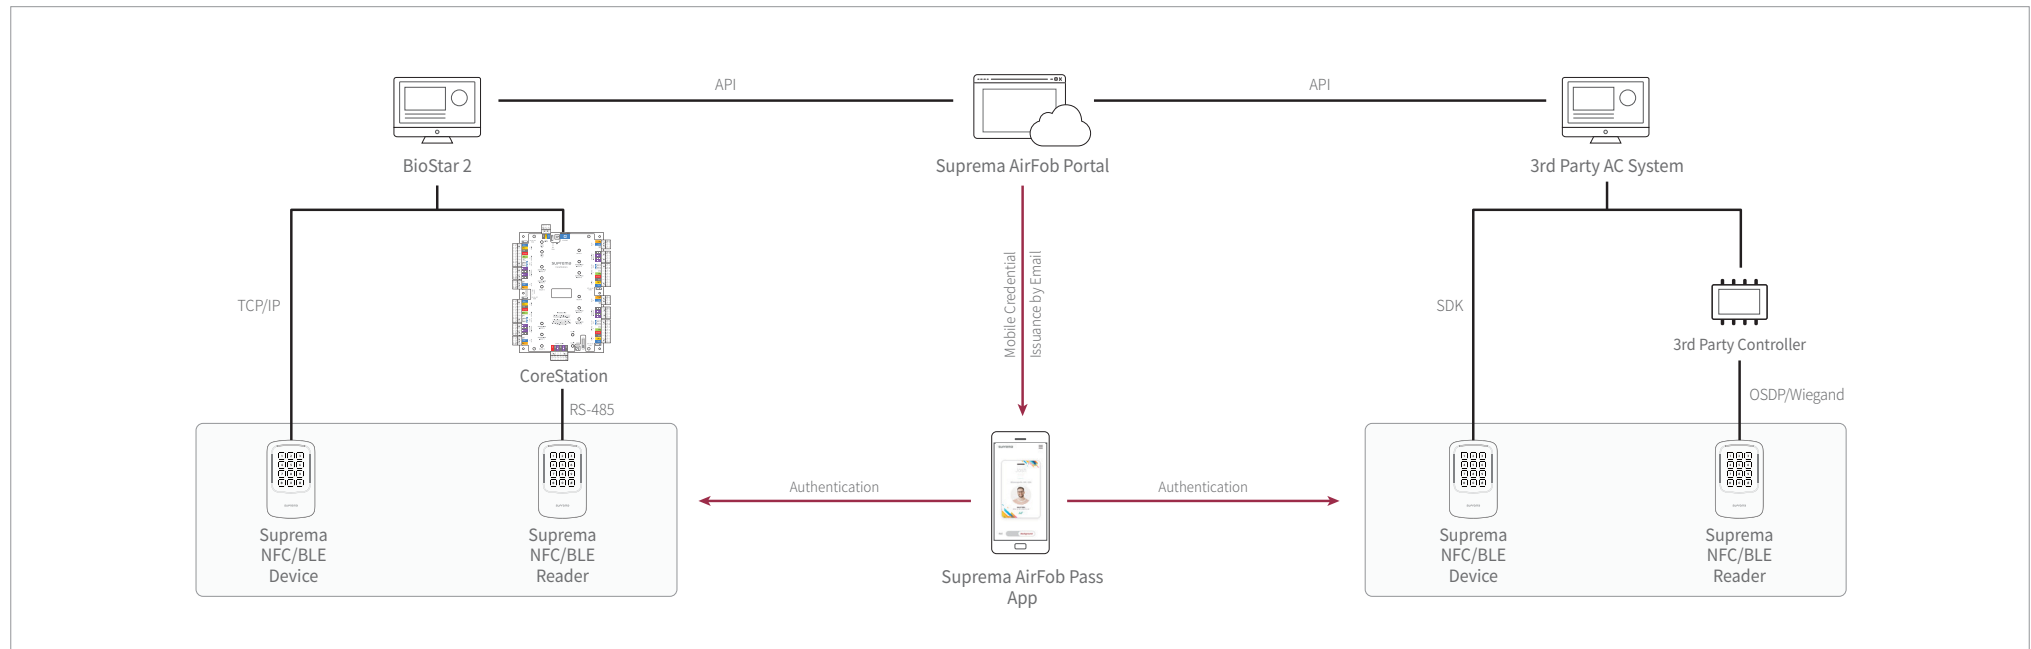 API
API
BioStar 2
Suprema AirFob Portal
3rd Party AC System
suprema
TCP/IP
Mobile Credential
Issuance by Email
SDK
3rd Party Controller
CoreStation
RS-485
OSDP/Wiegand
Authentication
Authentication
Suprema
NFC/BLE
Device
Suprema
NFC/BLE
Reader
Suprema AirFob Pass
App
Suprema
NFC/BLE
Device
Suprema
NFC/BLE
Reader